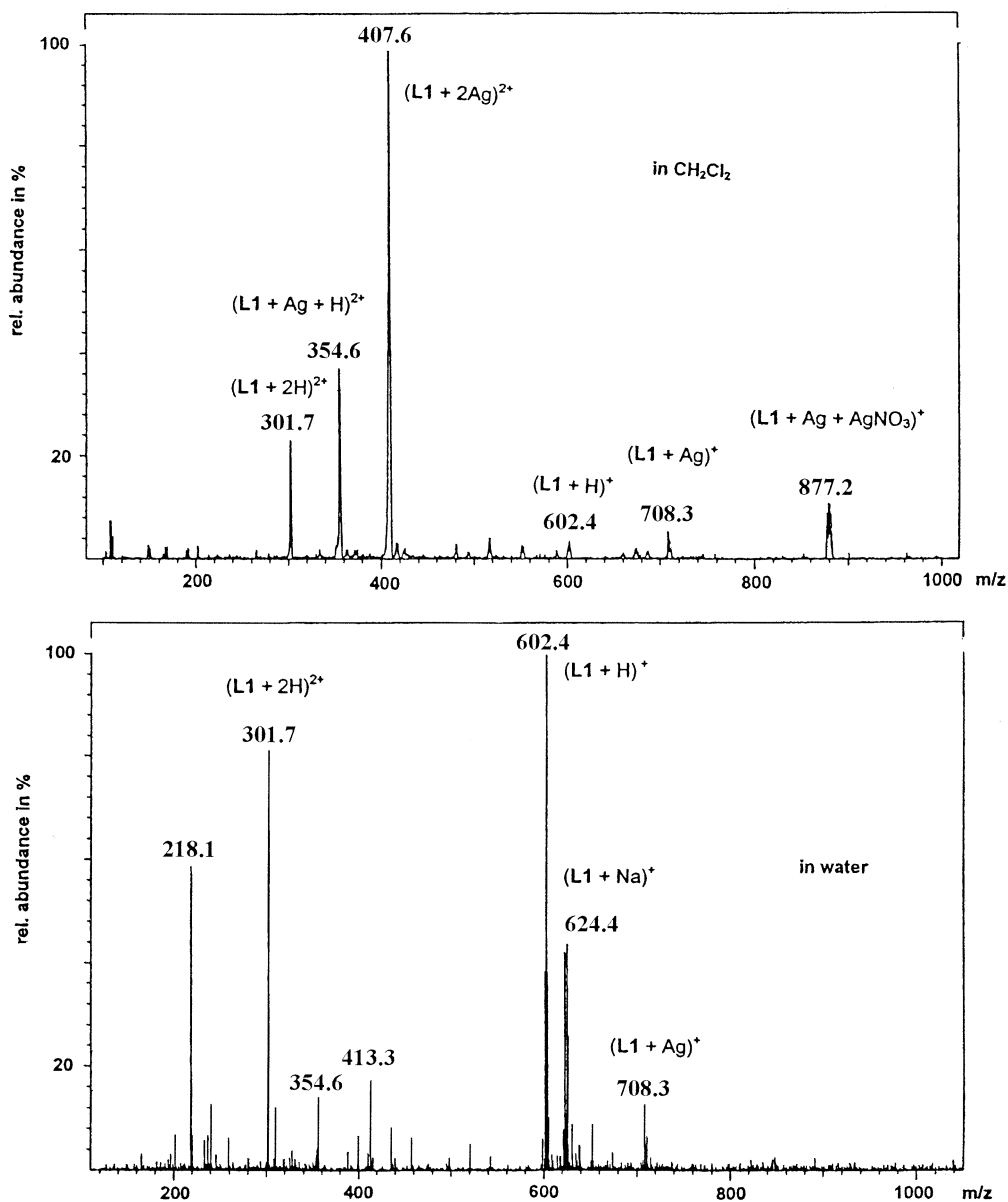 407.6
100
(L1 + 2Ag)²⁺
in CH₂Cl₂
rel. abundance in %
(L1 + Ag + H)²⁺
354.6
(L1 + 2H)²⁺
301.7
(L1 + Ag + AgNO₃)⁺
20
(L1 + Ag)⁺
(L1 + H)⁺
877.2
708.3
602.4
200
400
600
800
1000
m/z
602.4
100
(L1 + H)⁺
(L1 + 2H)²⁺
301.7
rel. abundance in %
218.1
in water
(L1 + Na)⁺
624.4
413.3
(L1 + Ag)⁺
20
354.6
708.3
200
400
600
800
1000
m/z